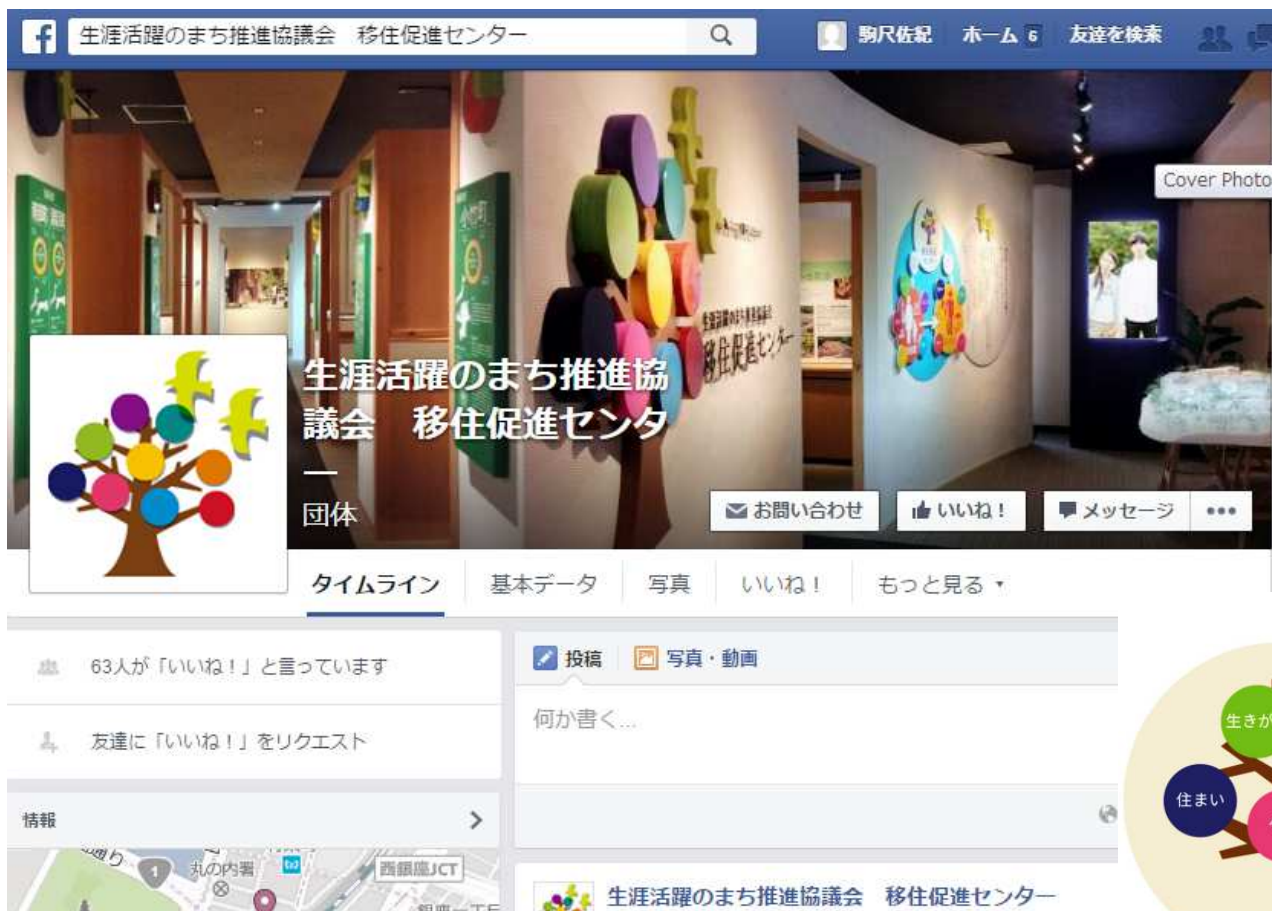 生涯活躍のまち推進協議会　移住促進センター
駒尺佐紀
ホーム 6
友達を検索
Cover Photo
小竹町
生涯活躍のまち推進協議会
移住促進センター
生涯活躍のまち推進協
議会　移住促進センタ
ー
団体
お問い合わせ
いいね！
メッセージ
•••
タイムライン
基本データ
写真
いいね！
もっと見る
63人が「いいね！」と言っています
友達に「いいね！」をリクエスト
情報
投稿
写真・動画
何か書く...
生きが
住まい
1
丸の内署
西銀座JCT
生涯活躍のまち推進協議会　移住促進センター